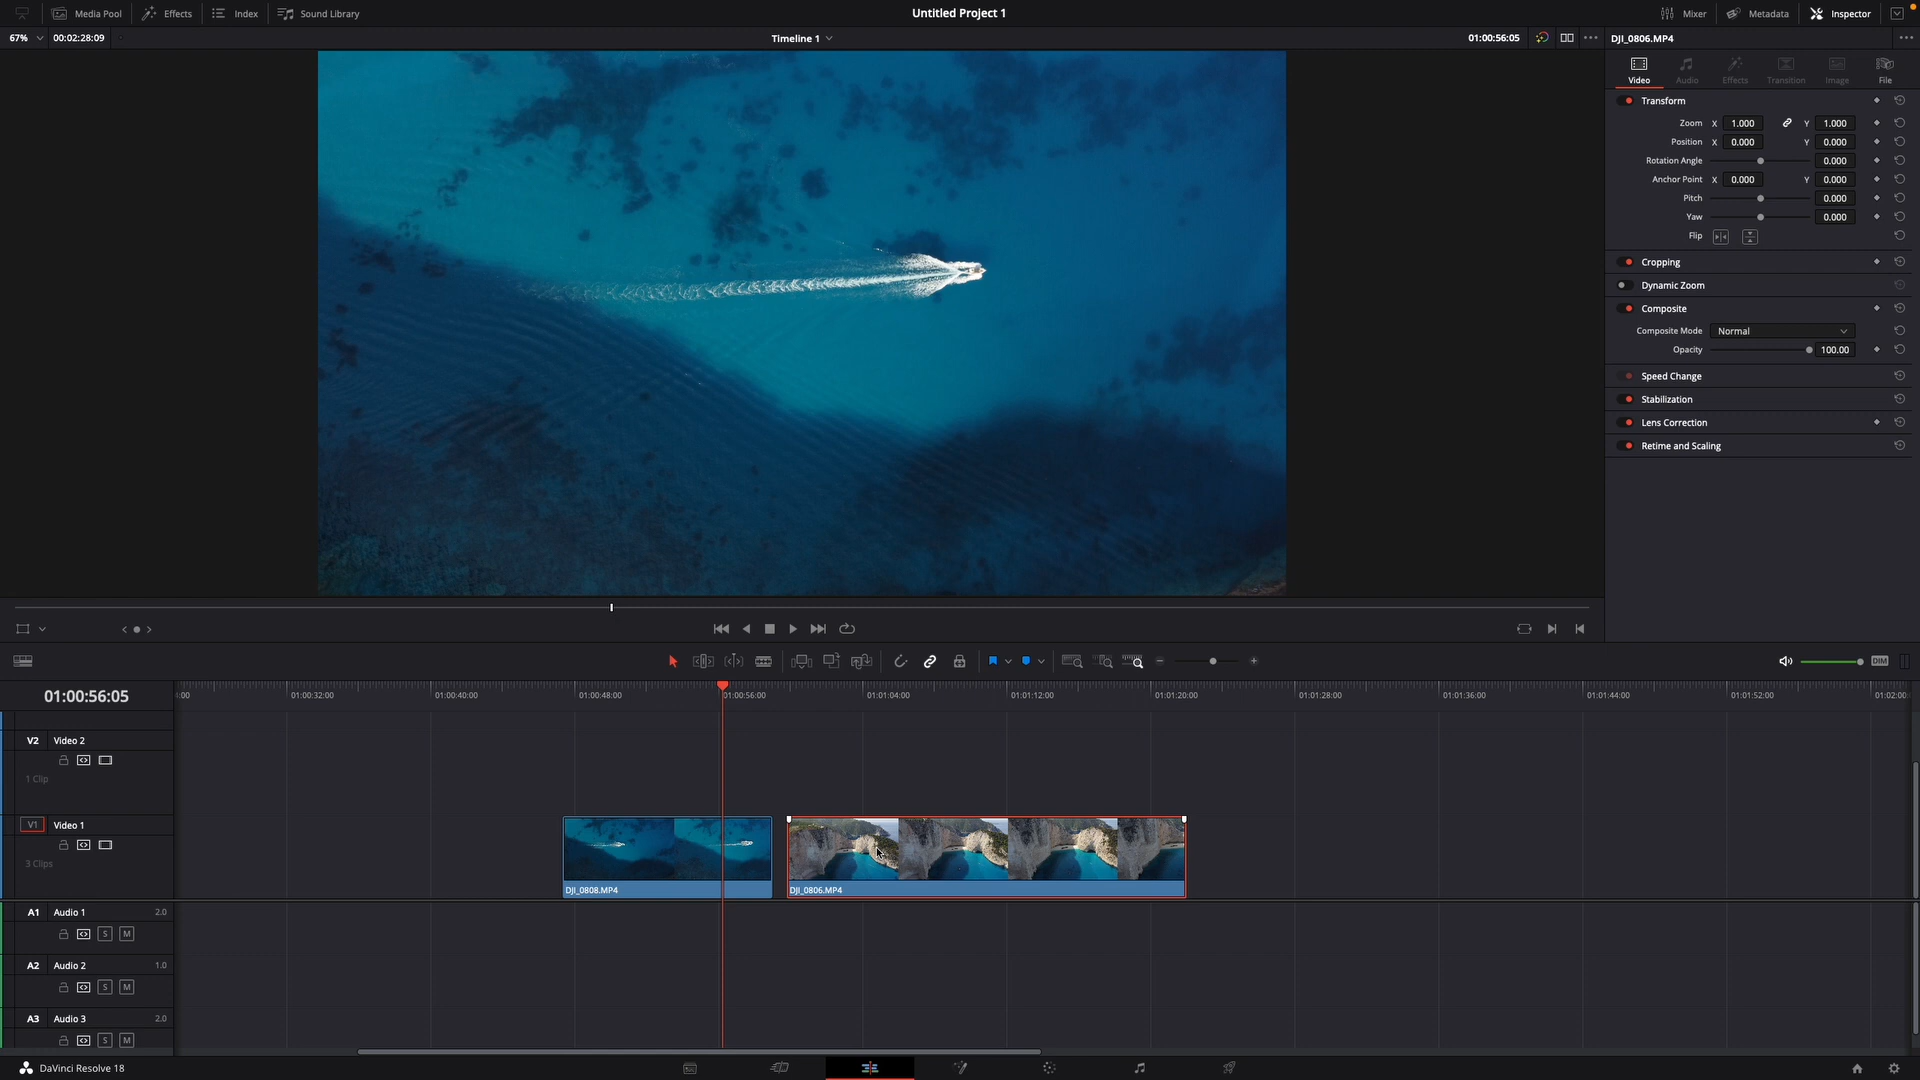 Media Pool Effects Index Sound Library Untitled Project 1 Mixer Metadata Inspector
67% 00:02:28:09 Timeline 1 01:00:56:05 DJI_0806.MP4
Video Audio Effects Transition Image File
Transform
Zoom X 1.000 Y 1.000
Position X 0.000 Y 0.000
Rotation Angle 0.000
Anchor Point X 0.000 Y 0.000
Pitch 0.000
Yaw 0.000
Flip
Cropping
Dynamic Zoom
Composite
Composite Mode Normal
Opacity 100.00
Speed Change
Stabilization
Lens Correction
Retime and Scaling
DIM
01:00:56:05 :00 01:00:32:00 01:00:40:00 01:00:48:00 01:00:56:00 01:01:04:00 01:01:12:00 01:01:20:00 01:01:28:00 01:01:36:00 01:01:44:00 01:01:52:00 01:02:00
V2 Video 2
1 Clip
V1 Video 1
3 Clips
DJI_0808.MP4 DJI_0806.MP4
A1 Audio 1 2.0
S M
A2 Audio 2 1.0
S M
A3 Audio 3 2.0
S M
DaVinci Resolve 18